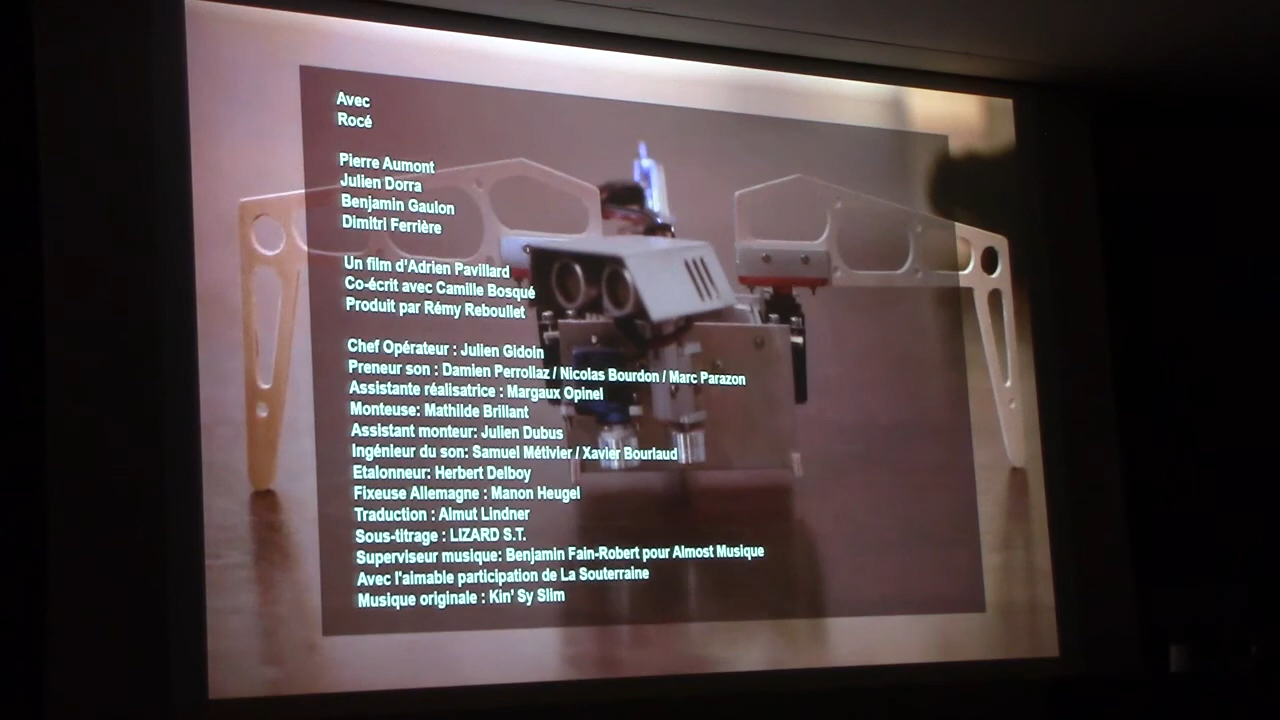 Avec
Rocé
Pierre Aumont
Julien Dorra
Benjamin Gaulon
Dimitri Ferrière
Un film d'Adrien Pavillard
Co-écrit avec Camille Bosqué
Produit par Rémy Reboullet
Chef Opérateur : Julien Gidoin
Preneur son : Damien Perrollaz / Nicolas Bourdon / Marc Parazon
Assistante réalisatrice : Margaux Opinel
Monteuse: Mathilde Brillant
Assistant monteur: Julien Dubus
Ingénieur du son: Samuel Métivier / Xavier Bourlaud
Etalonneur: Herbert Delboy
Fixeuse Allemagne : Manon Heugel
Traduction : Almut Lindner
Sous-titrage : LIZARD S.T.
Superviseur musique: Benjamin Fain-Robert pour Almost Musique
Avec l'aimable participation de La Souterraine
Musique originale : Kin' Sy Slim